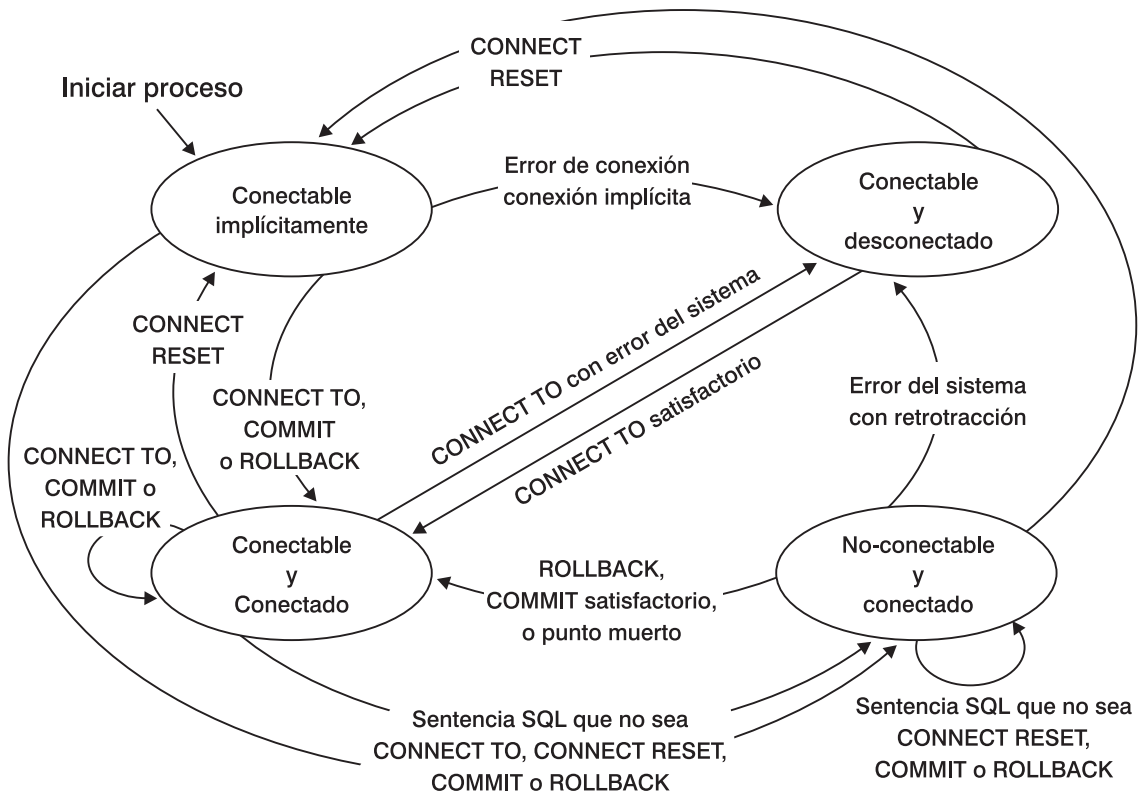 CONNECT
RESET
Iniciar proceso
Conectable
implícitamente
Error de conexión
conexión implícita
Conectable
y
desconectado
CONNECT
RESET
CONNECT TO,
COMMIT
o ROLLBACK
CONNECT TO con error del sistema
CONNECT TO satisfactorio
Error del sistema
con retrotracción
CONNECT TO,
COMMIT o
ROLLBACK
Conectable
y
Conectado
ROLLBACK,
COMMIT satisfactorio,
o punto muerto
No-conectable
y
conectado
Sentencia SQL que no sea
CONNECT TO, CONNECT RESET,
COMMIT o ROLLBACK
Sentencia SQL que no sea
CONNECT RESET,
COMMIT o ROLLBACK